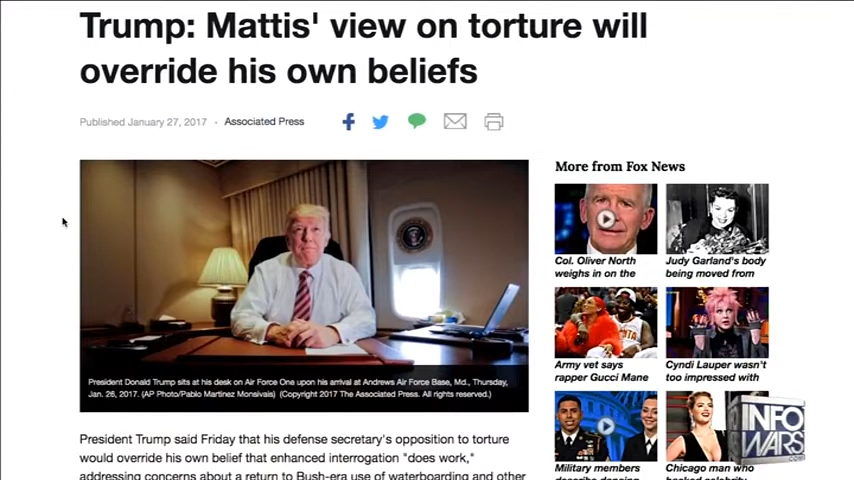 Trump: Mattis' view on torture will
override his own beliefs
Published January 27, 2017 · Associated Press
President Donald Trump sits at his desk on Air Force One upon his arrival at Andrews Air Force Base, Md., Thursday,
Jan. 26, 2017. (AP Photo/Pablo Martinez Monsivais) (Copyright 2017 The Associated Press. All rights reserved.)
President Trump said Friday that his defense secretary's opposition to torture
would override his own belief that enhanced interrogation "does work,"
addressing concerns about a return to Bush-era use of waterboarding and other
More from Fox News
Col. Oliver North
weighs in on the
Judy Garland's body
being moved from
Army vet says
rapper Gucci Mane
Cyndi Lauper wasn't
too impressed with
Military members
Chicago man who
INFO
WARS
.COM